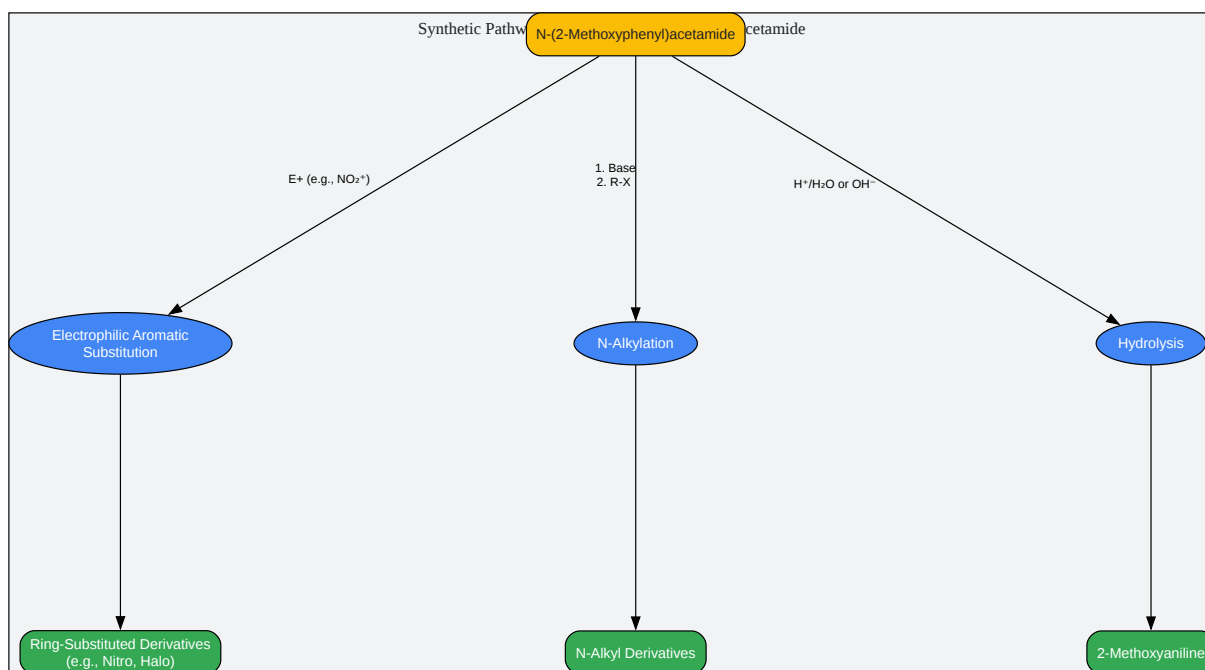 Synthetic Pathw
cetamide
N-(2-Methoxyphenyl)acetamide
E+ (e.g., NO₂⁺)
1. Base
2. R-X
H⁺/H₂O or OH⁻
Electrophilic Aromatic
Substitution
N-Alkylation
Hydrolysis
Ring-Substituted Derivatives
(e.g., Nitro, Halo)
N-Alkyl Derivatives
2-Methoxyaniline